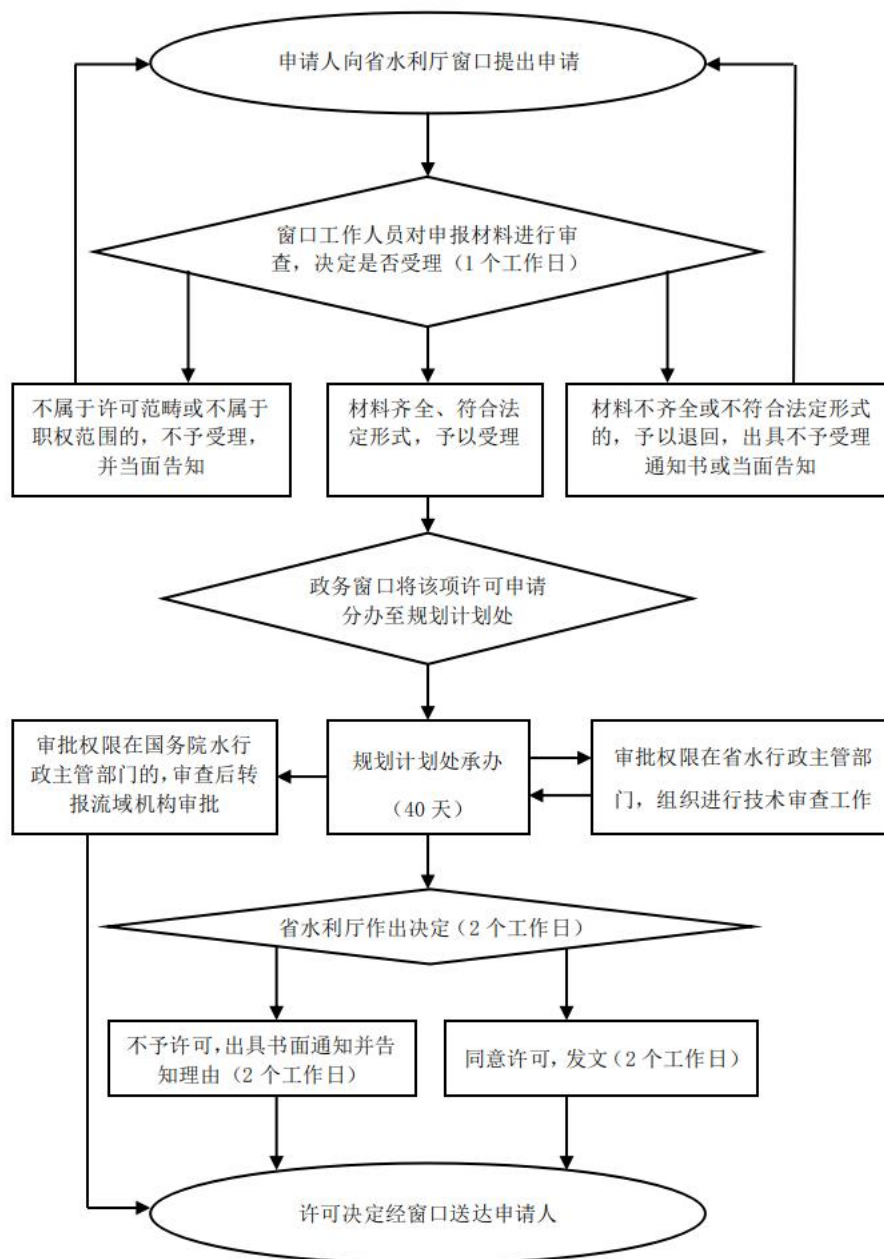 申请人向省水利厅窗口提出申请
窗口工作人员对申报材料进行审
查，决定是否受理（1 个工作日）
不属于许可范畴或不属于
职权范围的，不予受理，
并当面告知
材料齐全、符合法
定形式，予以受理
材料不齐全或不符合法定形式
的，予以退回，出具不予受理
通知书或当面告知
政务窗口将该项许可申请
分办至规划计划处
审批权限在国务院水行
政主管部门的，审查后转
报流域机构审批
规划计划处承办
（40 天）
审批权限在省水行政主管部
门，组织进行技术审查工作
省水利厅作出决定（2 个工作日）
不予许可，出具书面通知并告
知理由（2 个工作日）
同意许可，发文（2 个工作日）
许可决定经窗口送达申请人